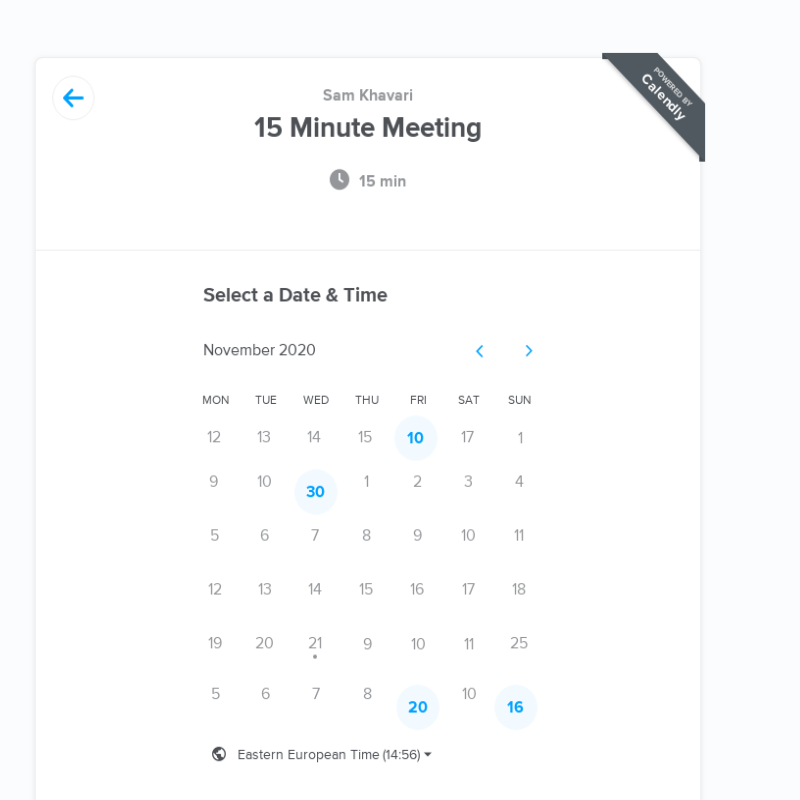 POWERED BY
Calendly
Sam Khavari
15 Minute Meeting
15 min
Select a Date & Time
November 2020
MON TUE WED THU FRI SAT SUN
12 13 14 15 10 17 1
9 10 30 1 2 3 4
5 6 7 8 9 10 11
12 13 14 15 16 17 18
19 20 21 9 10 11 25
5 6 7 8 20 10 16
Eastern European Time (14:56)